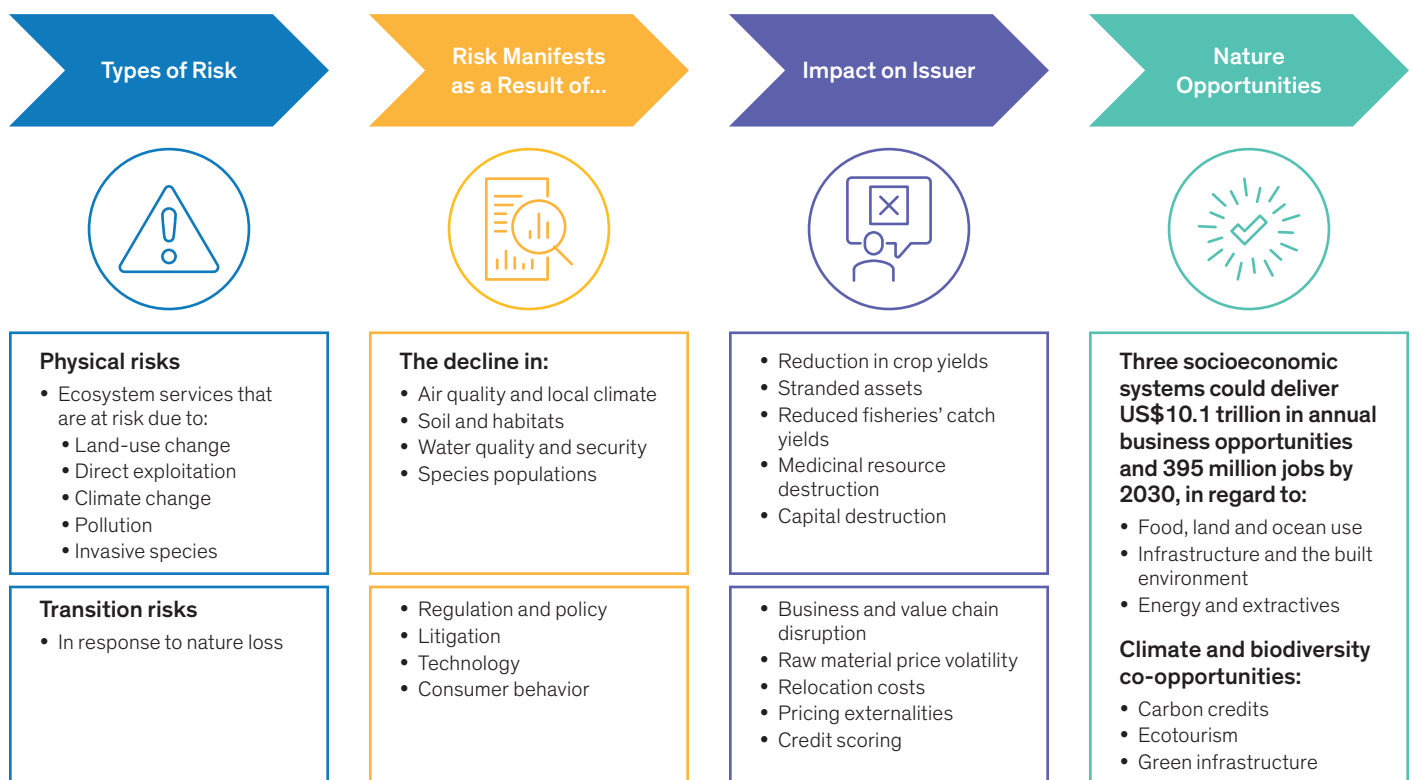 Types of Risk
Risk Manifests
as a Result of...
Impact on Issuer
Nature
Opportunities
Physical risks
• Ecosystem services that
are at risk due to:
• Land-use change
• Direct exploitation
• Climate change
• Pollution
• Invasive species
Transition risks
• In response to nature loss
The decline in:
• Air quality and local climate
• Soil and habitats
• Water quality and security
• Species populations
• Regulation and policy
• Litigation
• Technology
• Consumer behavior
• Reduction in crop yields
• Stranded assets
• Reduced fisheries’ catch
yields
• Medicinal resource
destruction
• Capital destruction
• Business and value chain
disruption
• Raw material price volatility
• Relocation costs
• Pricing externalities
• Credit scoring
Three socioeconomic
systems could deliver
US$10.1 trillion in annual
business opportunities
and 395 million jobs by
2030, in regard to:
• Food, land and ocean use
• Infrastructure and the built
environment
• Energy and extractives
Climate and biodiversity
co-opportunities:
• Carbon credits
• Ecotourism
• Green infrastructure